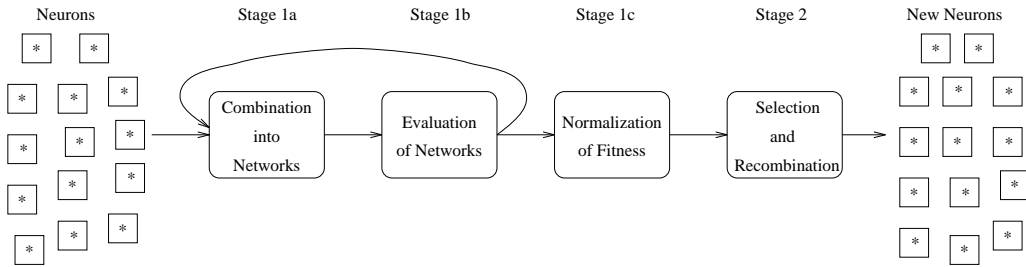 Neurons
Stage 1a
Stage 1b
Stage 1c
Stage 2
New Neurons
Combination
into
Networks
Evaluation
of Networks
Normalization
of Fitness
Selection
and
Recombination